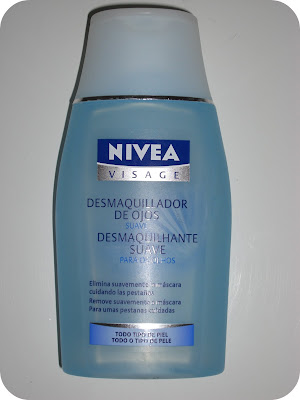 NIVEA
VISAGE
DESMAQUILLADOR
DE OJOS
SUAVE
DESMAQUILHANTE
SUAVE
PARA OS OLHOS
Elimina suavemente la máscara
cuidando las pestañas
Remove suavemente a máscara
Para umas pestanas cuidadas
TODO TIPO DE PIEL
TODO O TIPO DE PELE